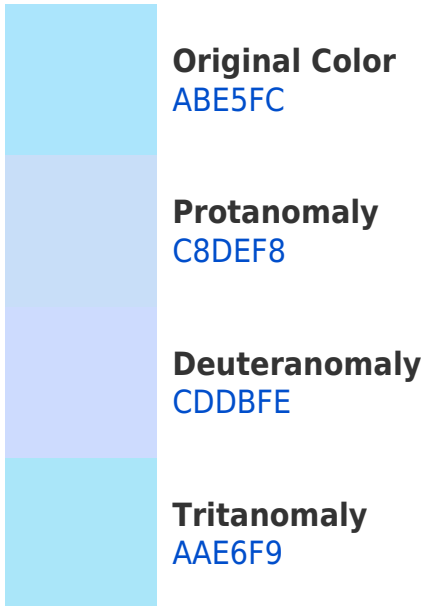 Original Color
ABE5FC
Protanomaly
C8DEF8
Deuteranomaly
CDDBFE
Tritanomaly
AAE6F9